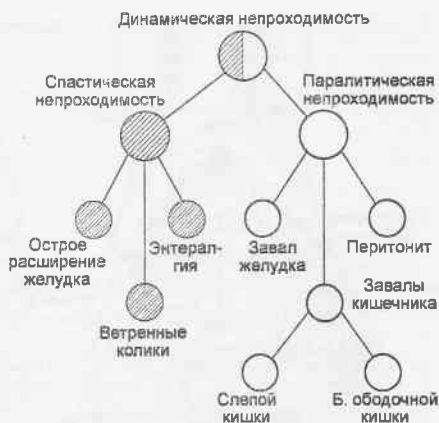 Динамическая непроходимость
Спастическая
непроходимость
Паралитическая
непроходимость
Острое
расширение
желудка
Энтерал-
гия
Завал
желудка
Перитонит
Ветренные
колики
Завалы
кишечника
Слепой
кишки
Б. ободочной
кишки